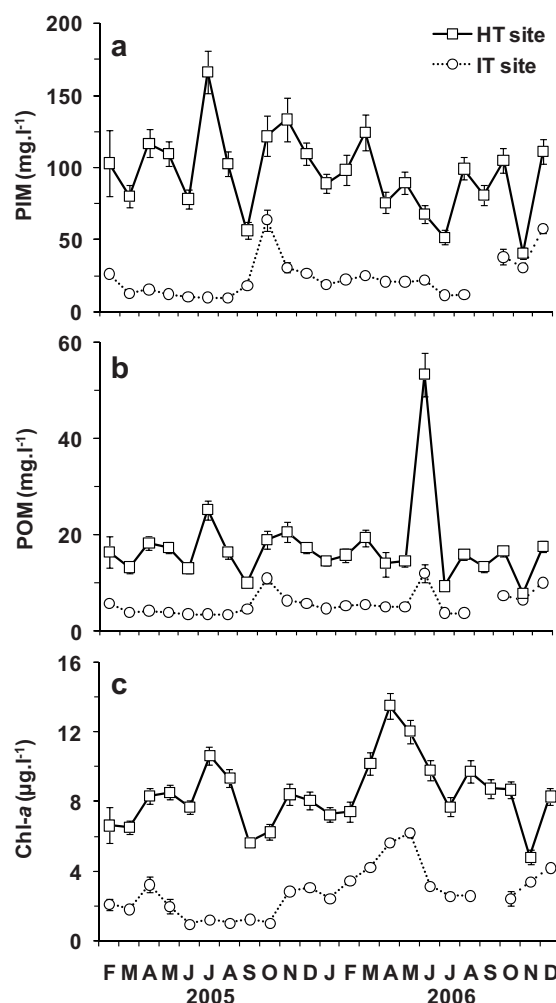 a
HT site
IT site
PIM (mg.l-1)
200
150
100
50
0
b
POM (mg.l-1)
60
40
20
0
c
Chl-a (µg.l-1)
16
12
8
4
0
F M A M J J A S O N D J F M A M J J A S O N D
2005 2006